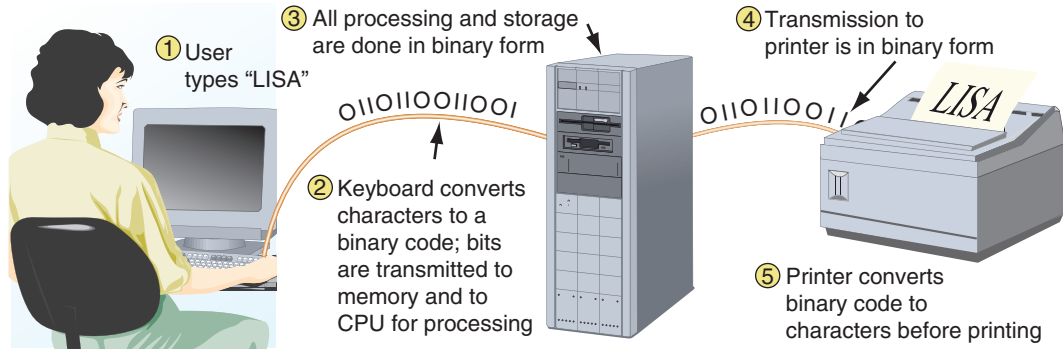 1 User
types “LISA”
3 All processing and storage
are done in binary form
4 Transmission to
printer is in binary form
OIIOIIOOIIOOI
OIIOIIOOII
LISA
2 Keyboard converts
characters to a
binary code; bits
are transmitted to
memory and to
CPU for processing
5 Printer converts
binary code to
characters before printing